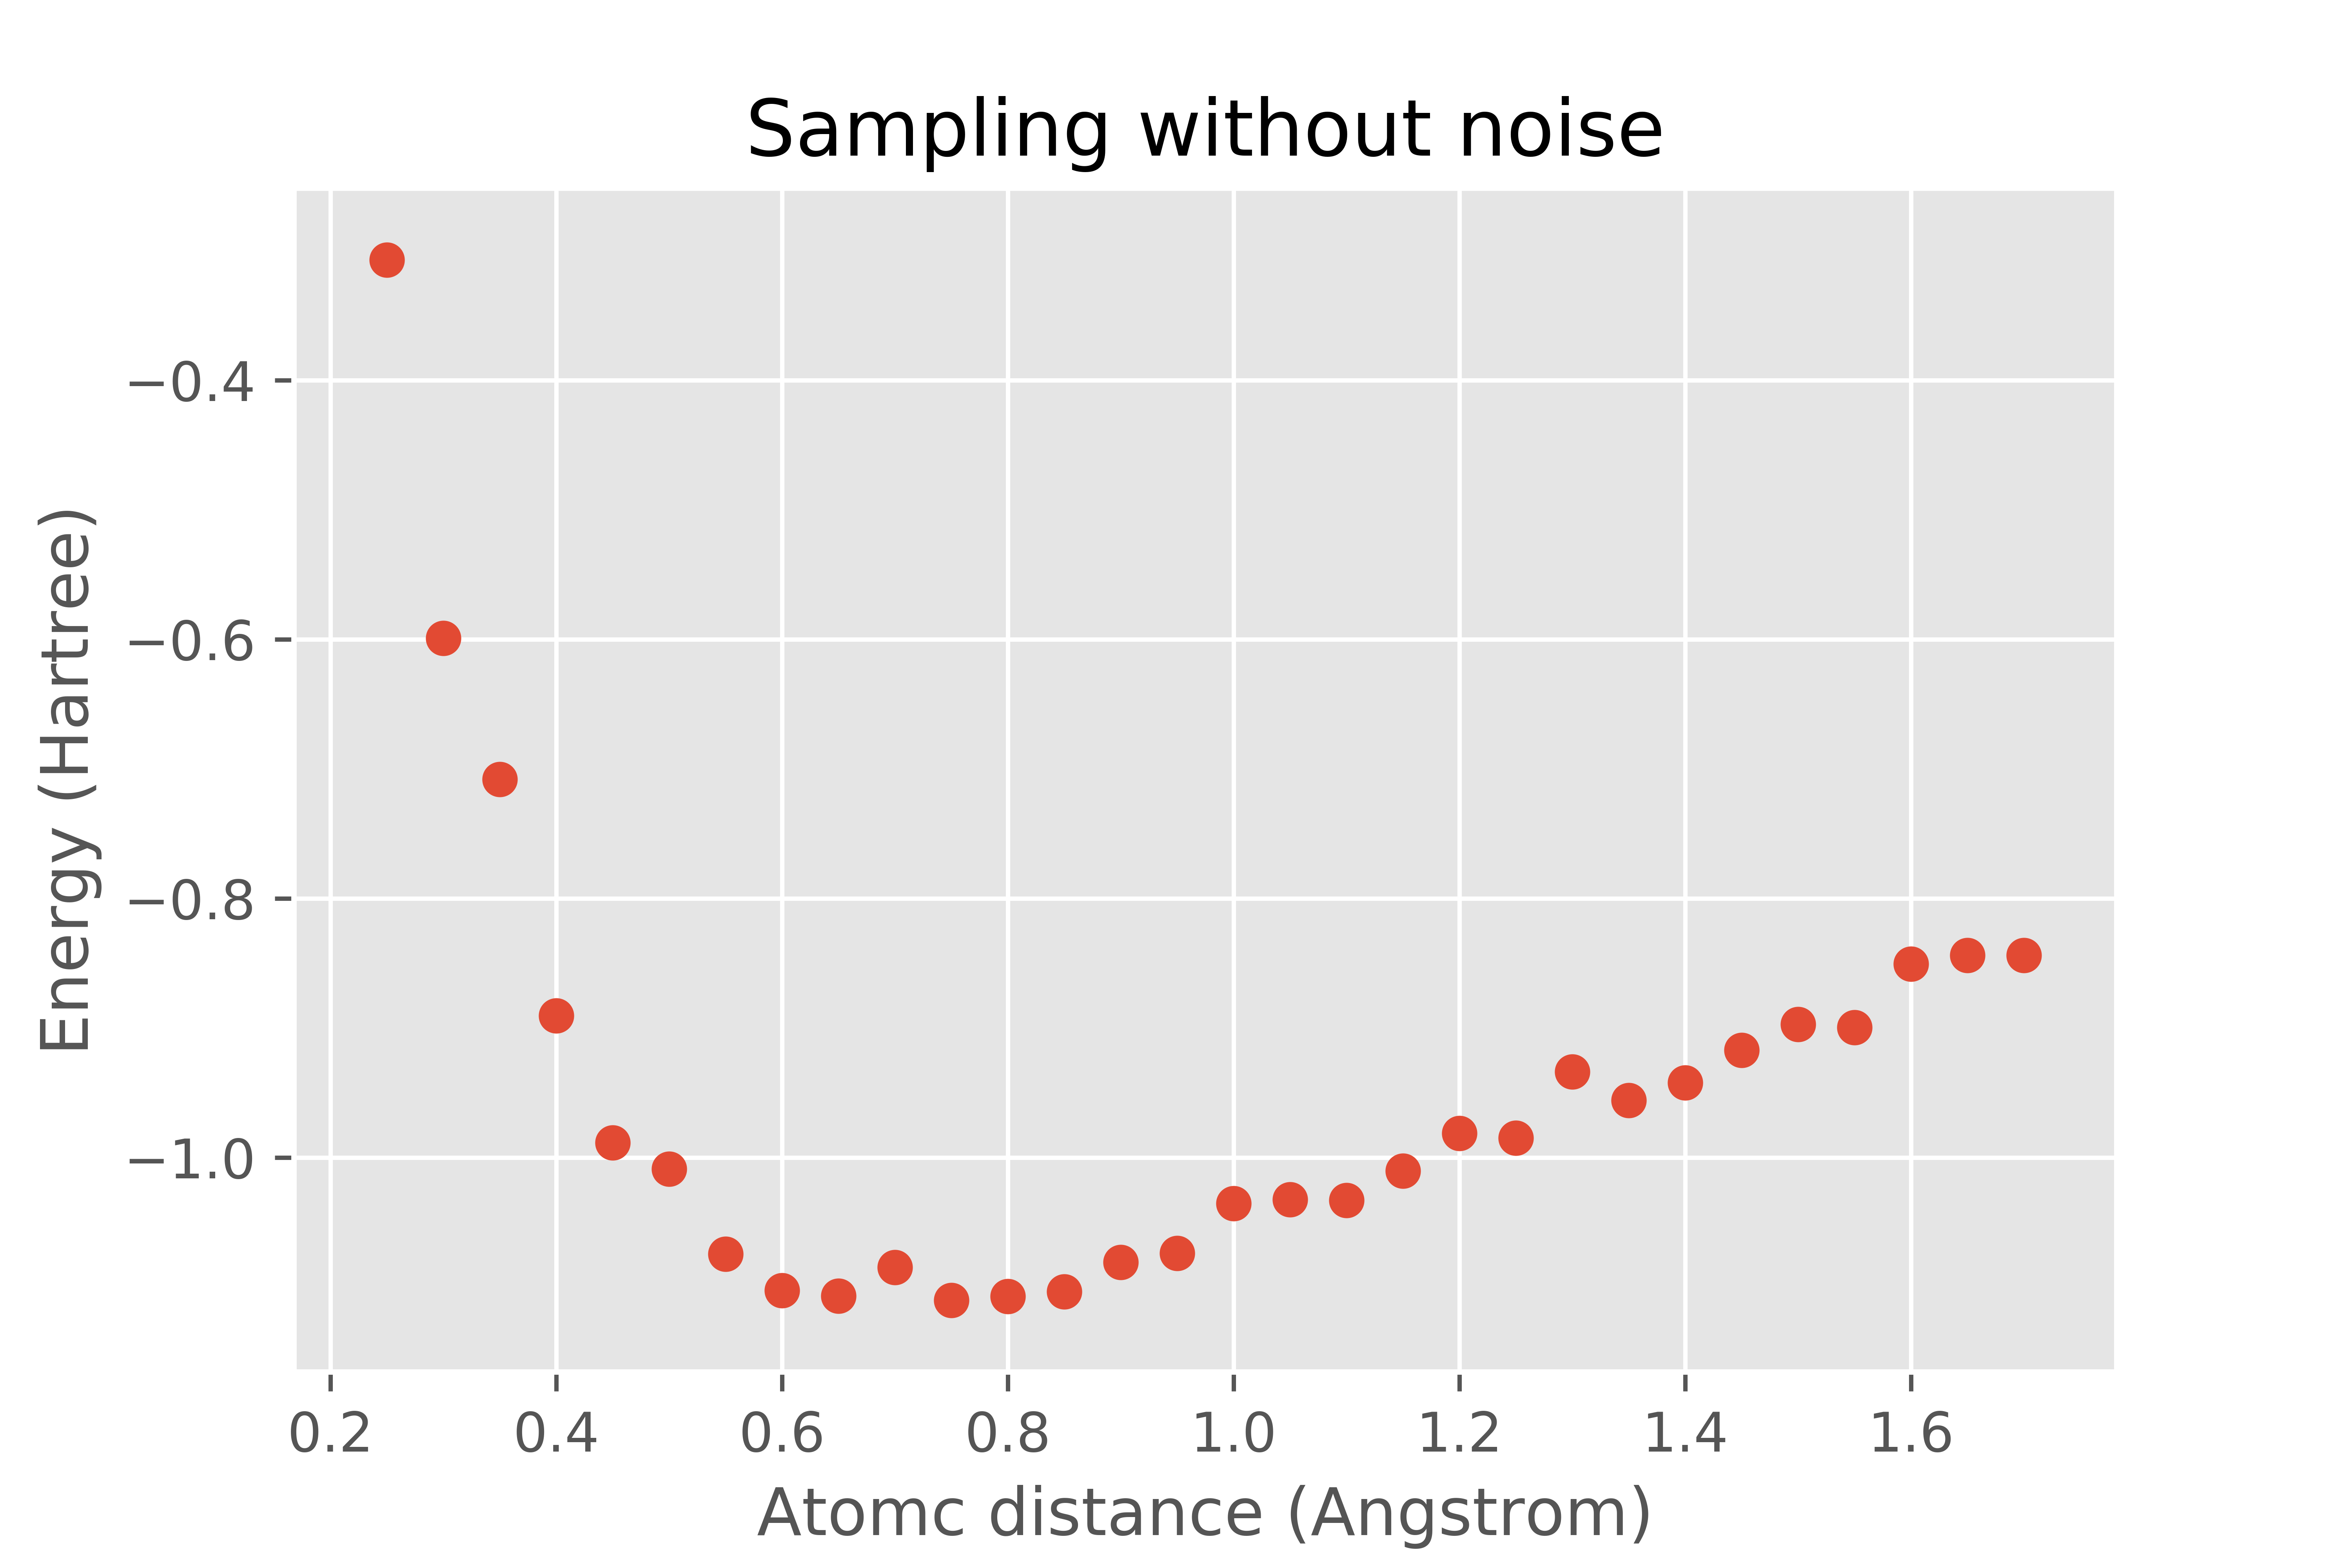 Sampling without noise
Energy (Hartree)
−0.4
−0.6
−0.8
−1.0
0.2 0.4 0.6 0.8 1.0 1.2 1.4 1.6
Atomc distance (Angstrom)